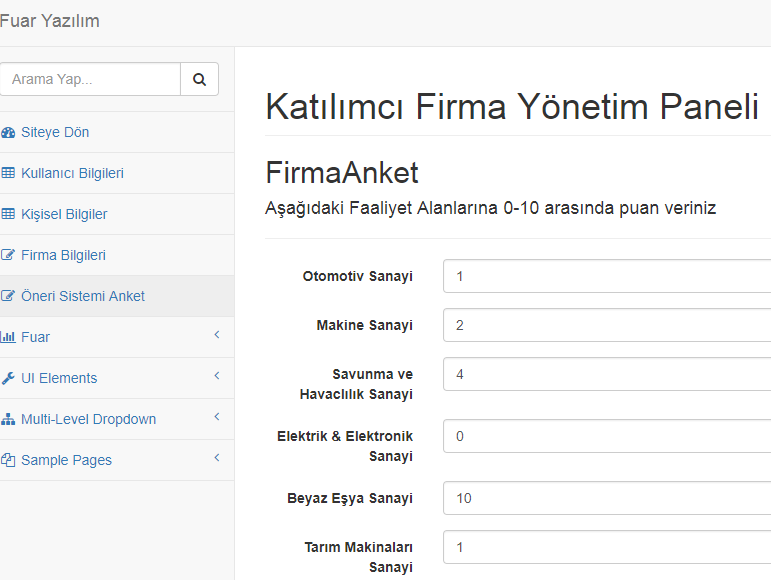 Fuar Yazılım
Arama Yap...
Siteye Dön
Kullanıcı Bilgileri
Kişisel Bilgiler
Firma Bilgileri
Öneri Sistemi Anket
Fuar
UI Elements
Multi-Level Dropdown
Sample Pages
Katılımcı Firma Yönetim Paneli
FirmaAnket
Aşağıdaki Faaliyet Alanlarına 0-10 arasında puan veriniz
Otomotiv Sanayi 1
Makine Sanayi 2
Savunma ve 4
Havacılılk Sanayi
Elektrik & Elektronik 0
Sanayi
Beyaz Eşya Sanayi 10
Tarım Makinaları 1
Sanayi